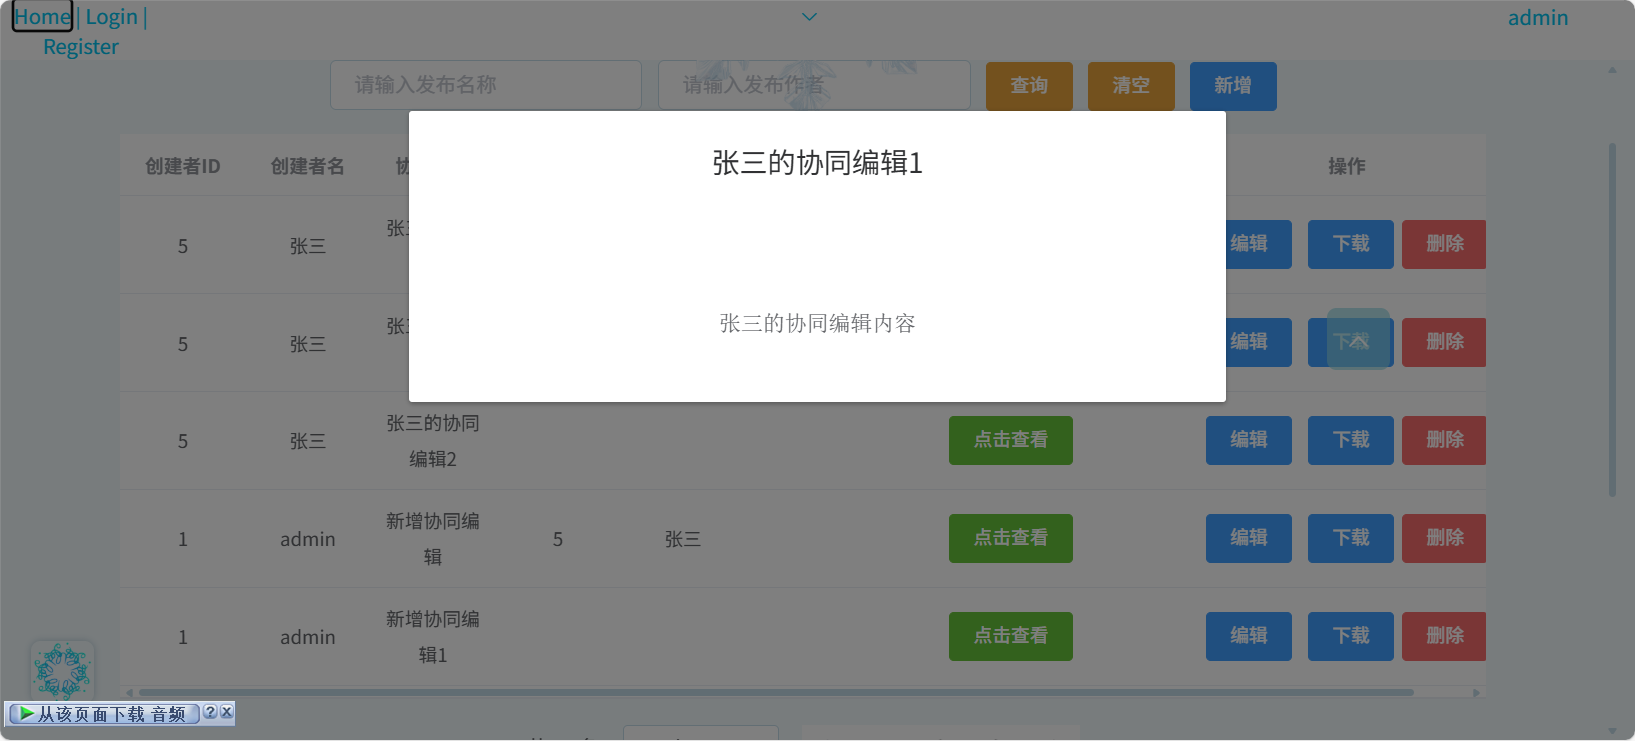 Home | Login |
Register
admin
请输入发布名称
请输入发布作者
查询
清空
新增
创建者ID
创建者名
操作
张三的协同编辑1
张三的协同编辑内容
5
张三
编辑
下载
删除
5
张三
编辑
下载
删除
5
张三
张三的协同
编辑2
点击查看
编辑
下载
删除
1
admin
新增协同编
辑
5
张三
点击查看
编辑
下载
删除
1
admin
新增协同编
辑1
点击查看
编辑
下载
删除
从该页面下载 音频